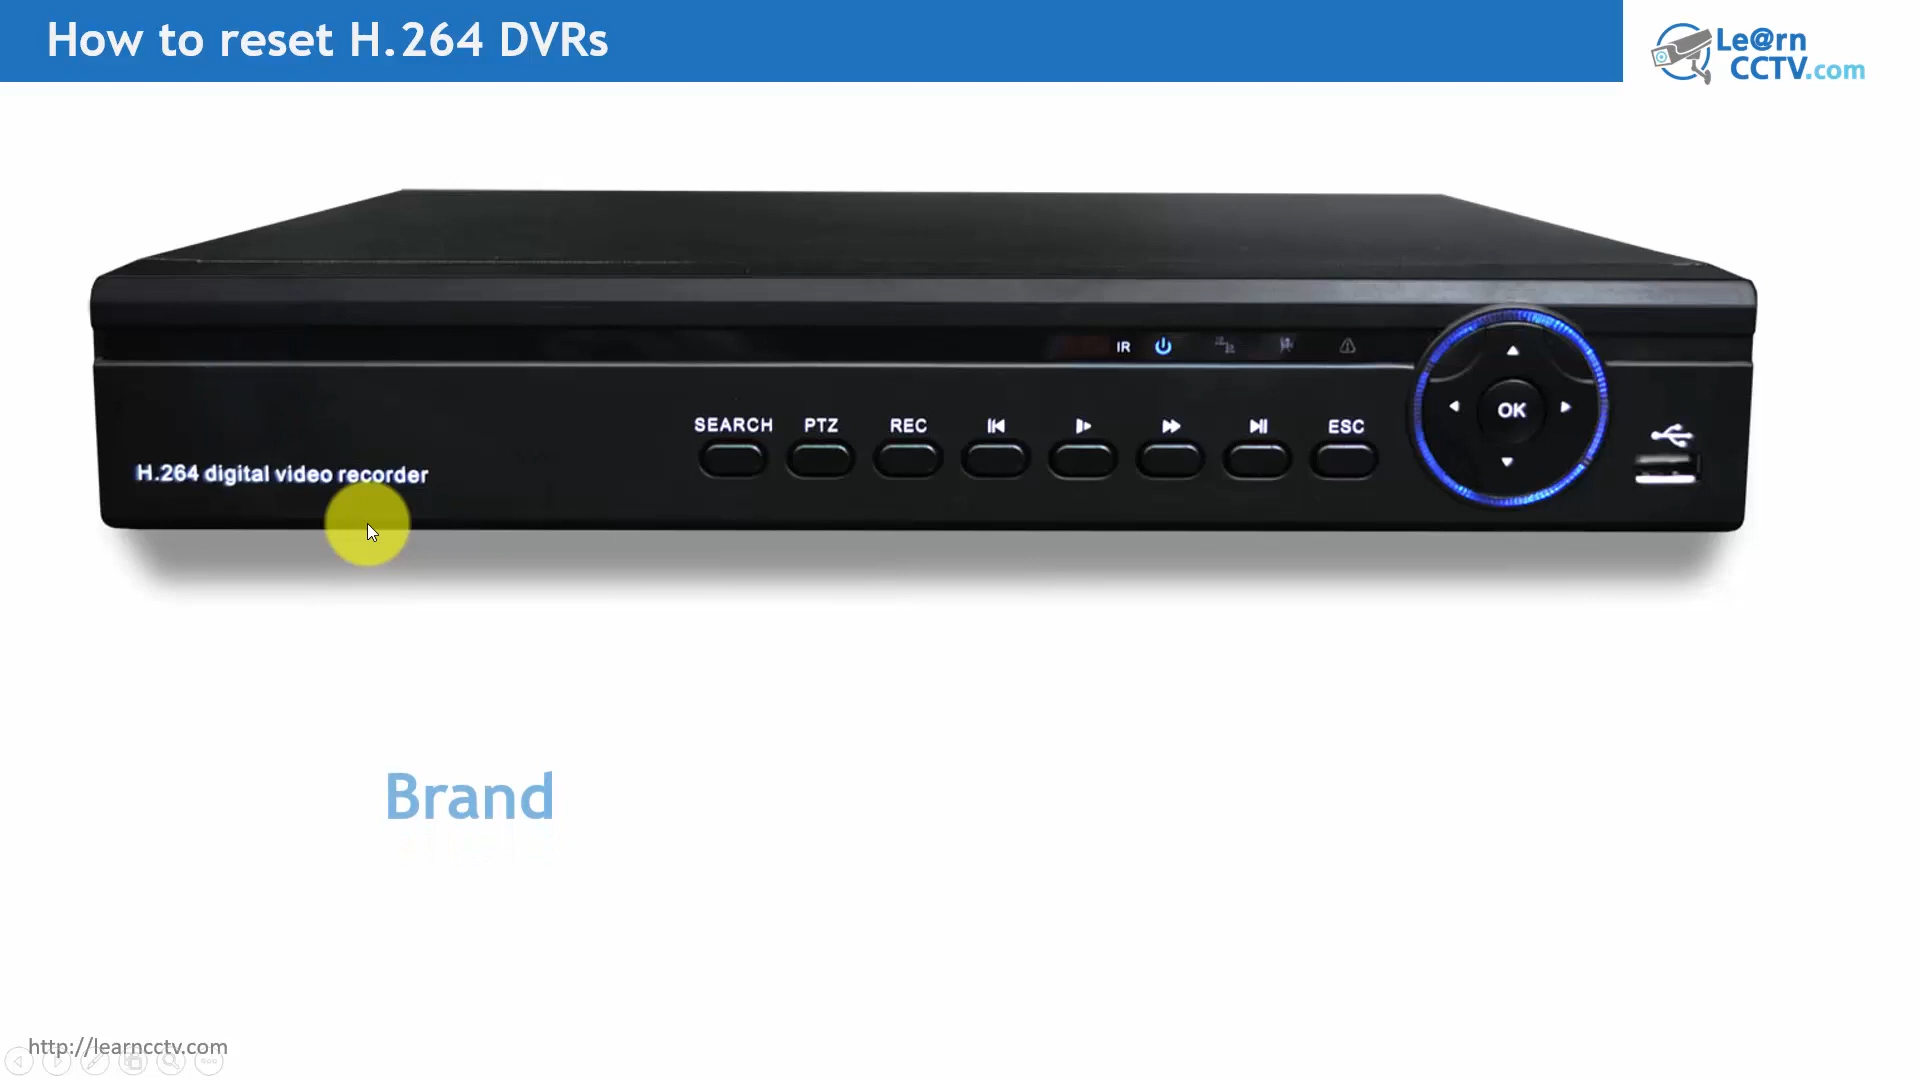 How to reset H.264 DVRs
Le@rn
CCTV.com
IR
SEARCH PTZ REC ESC
OK
H.264 digital video recorder
Brand
http://learncctv.com